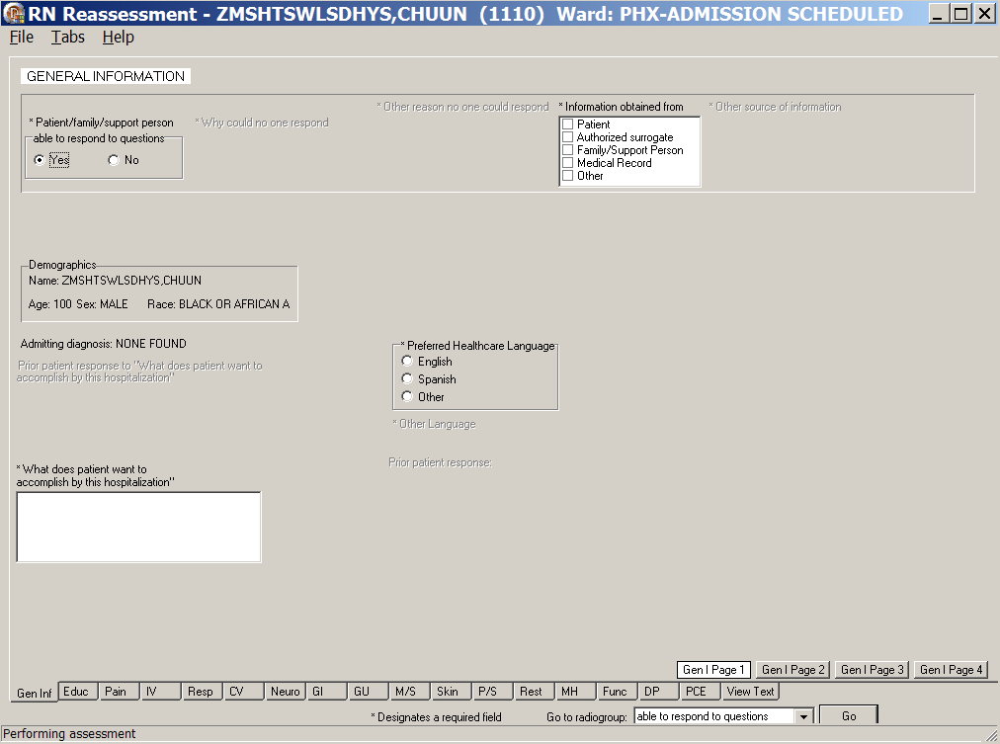 RN Reassessment - ZMSHTSWLSDHYS,CHUUN (1110) Ward: PHX-ADMISSION SCHEDULED
File Tabs Help
GENERAL INFORMATION
* Patient/family/support person
able to respond to questions
Yes No
* Why could no one respond
* Other reason no one could respond
* Information obtained from
Patient
Authorized surrogate
Family/Support Person
Medical Record
Other
* Other source of information
Demographics
Name: ZMSHTSWLSDHYS,CHUUN
Age: 100 Sex: MALE Race: BLACK OR AFRICAN A
Admitting diagnosis: NONE FOUND
Prior patient response to "What does patient want to
accomplish by this hospitalization"
* Preferred Healthcare Language
English
Spanish
Other
* Other Language
Prior patient response:
* What does patient want to
accomplish by this hospitalization"
Gen I Page 1 Gen I Page 2 Gen I Page 3 Gen I Page 4
Gen Inf Educ Pain IV Resp CV Neuro GI GU M/S Skin P/S Rest MH Func DP PCE View Text
* Designates a required field Go to radiogroup: able to respond to questions Go
Performing assessment